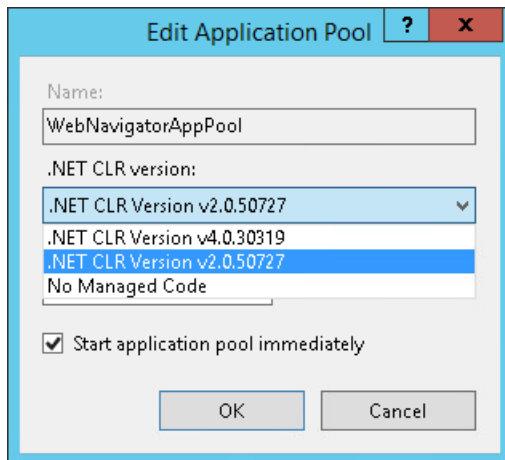 Edit Application Pool ? x
Name:
WebNavigatorAppPool
.NET CLR version:
.NET CLR Version v2.0.50727
.NET CLR Version v4.0.30319
.NET CLR Version v2.0.50727
No Managed Code
Start application pool immediately
OK Cancel